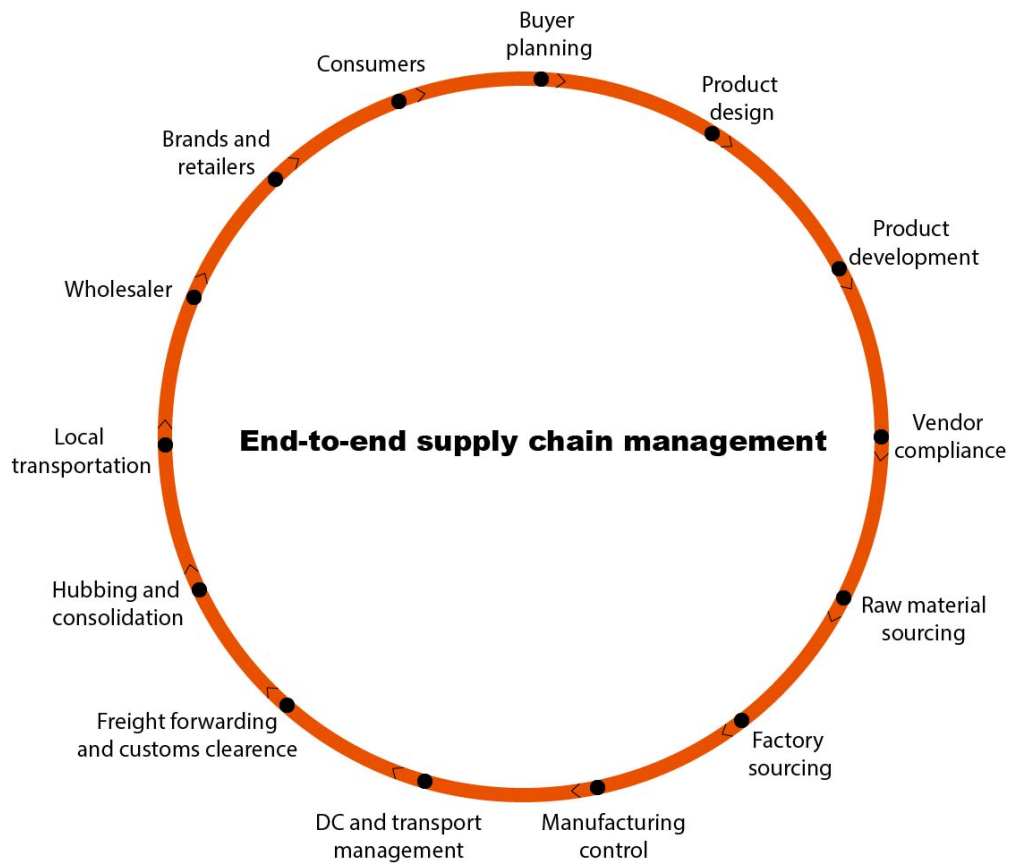 Buyer
planning
Product
design
Product
development
Vendor
compliance
Raw material
sourcing
Factory
sourcing
Manufacturing
control
DC and transport
management
Freight forwarding
and customs clearence
Hubbing and
consolidation
Local
transportation
Wholesaler
Brands and
retailers
Consumers
End-to-end supply chain management